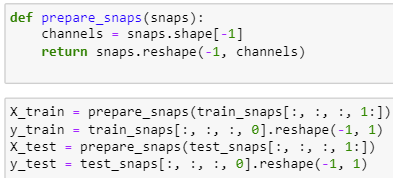 def prepare_snaps(snaps):
    channels = snaps.shape[-1]
    return snaps.reshape(-1, channels)
X_train = prepare_snaps(train_snaps[:, :, :, 1:])
y_train = train_snaps[:, :, :, 0].reshape(-1, 1)
X_test = prepare_snaps(test_snaps[:, :, :, 1:])
y_test = test_snaps[:, :, :, 0].reshape(-1, 1)